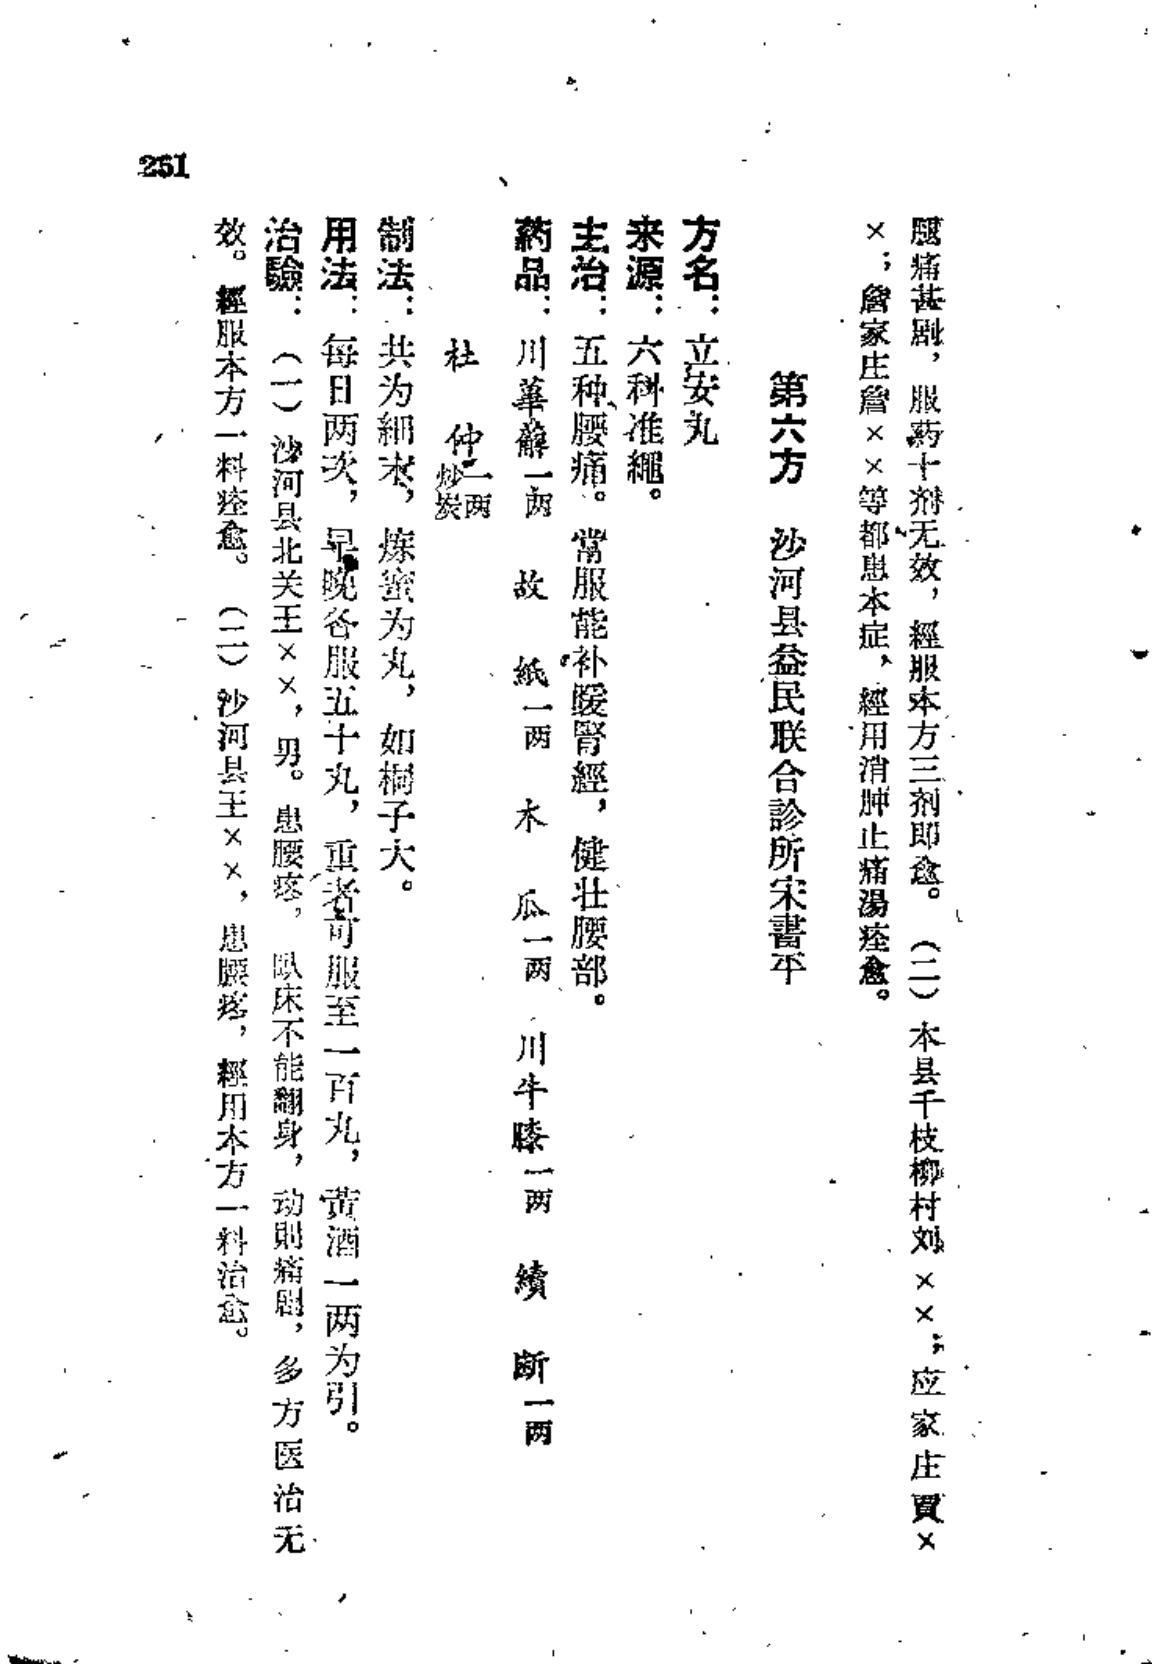 腿痛甚剧，服药十剂无效，經服本方三剂即愈。（二）本县千枝柳村刘××；应家庄賈×
×；詹家庄詹××等都患本症，經用消肿止痛湯痊愈。
第六方　沙河县益民联合診所宋書平
方名：立安丸
来源：六科准繩。
主治：五种腰痛。常服能补暖腎經，健壮腰部。
药品：川萆薢一两　故紙一两　木瓜一两　川牛膝一两　續断一两
杜仲一两炒炭
制法：共为細末，炼蜜为丸，如桐子大。
用法：每日两次，早晚各服五十丸，重者可服至一百丸，黄酒一两为引。
治驗：（一）沙河县北关王××，男。患腰疼，臥床不能翻身，动則痛剧，多方医治无
效。經服本方一料痊愈。（二）沙河县王××，患腰疼，經用本方一料治愈。
251